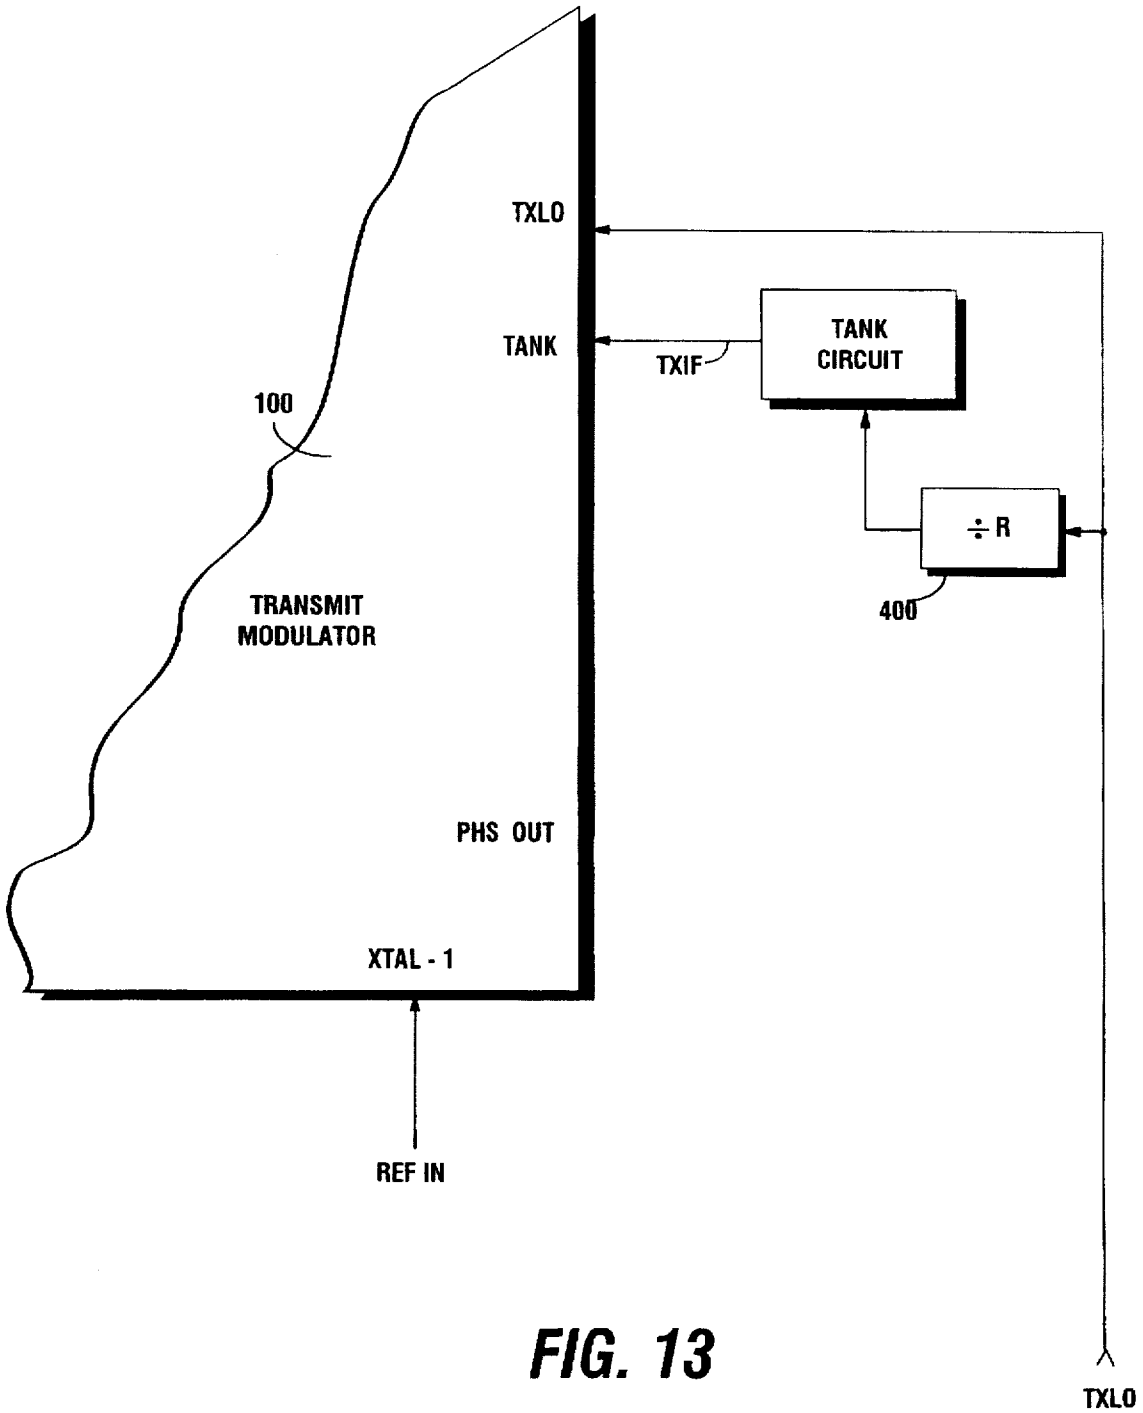 TXLO
TANK
TXIF
TANK
CIRCUIT
100
÷ R
400
TRANSMIT
MODULATOR
PHS OUT
XTAL - 1
REF IN
FIG. 13
TXLO